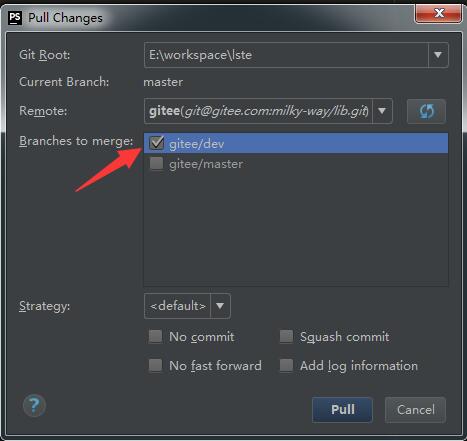 PS Pull Changes
Git Root: E:\workspace\lste
Current Branch: master
Remote: gitee(git@gitee.com:milky-way/lib.git)
Branches to merge: gitee/dev
gitee/master
Strategy: <default>
No commit Squash commit
No fast forward Add log information
? Pull Cancel